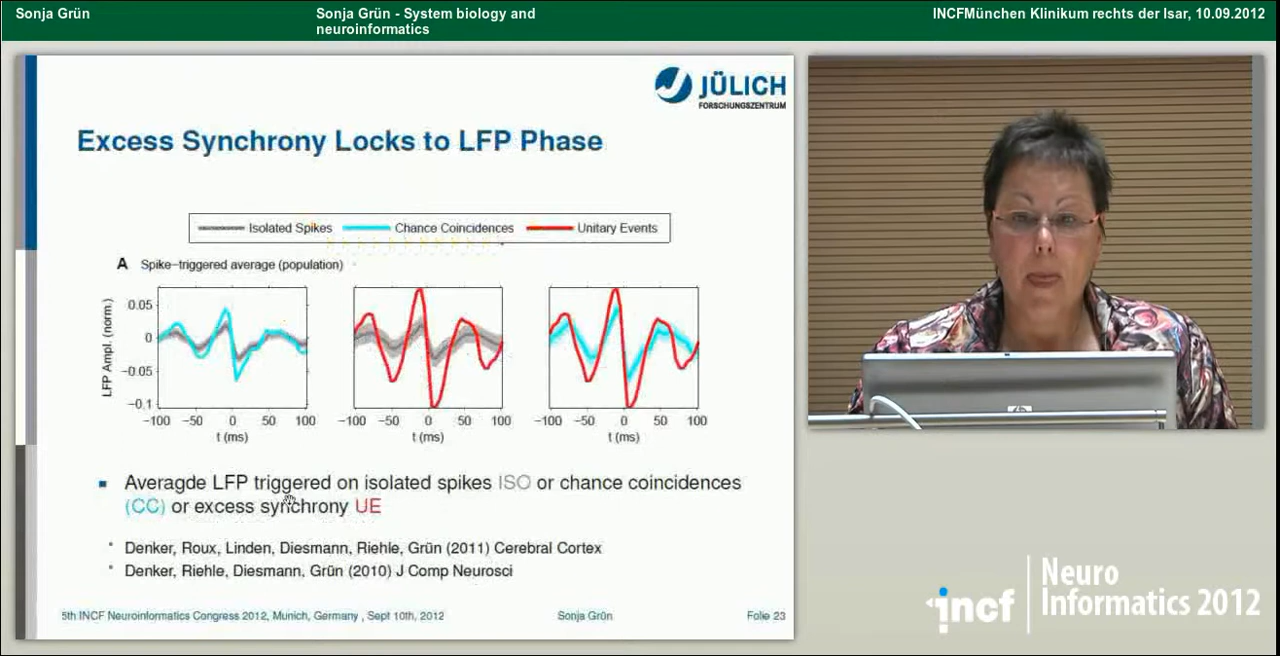 Sonja Grün
Sonja Grün - System biology and
neuroinformatics
INCFMünchen Klinikum rechts der Isar, 10.09.2012
JÜLICH
FORSCHUNGSZENTRUM
Excess Synchrony Locks to LFP Phase
Isolated Spikes
Chance Coincidences
Unitary Events
A Spike-triggered average (population)
LFP Ampl. (norm.)
0.05
0
-0.05
-0.1
-100 -50 0 50 100
t (ms)
-100 -50 0 50 100
t (ms)
-100 -50 0 50 100
t (ms)
Averagde LFP triggered on isolated spikes ISO or chance coincidences
(CC) or excess synchrony UE
Denker, Roux, Linden, Diesmann, Riehle, Grün (2011) Cerebral Cortex
Denker, Riehle, Diesmann, Grün (2010) J Comp Neurosci
5th INCF Neuroinformatics Congress 2012, Munich, Germany , Sept 10th, 2012
Sonja Grün
Folie 23
hp
incf
Neuro
Informatics 2012